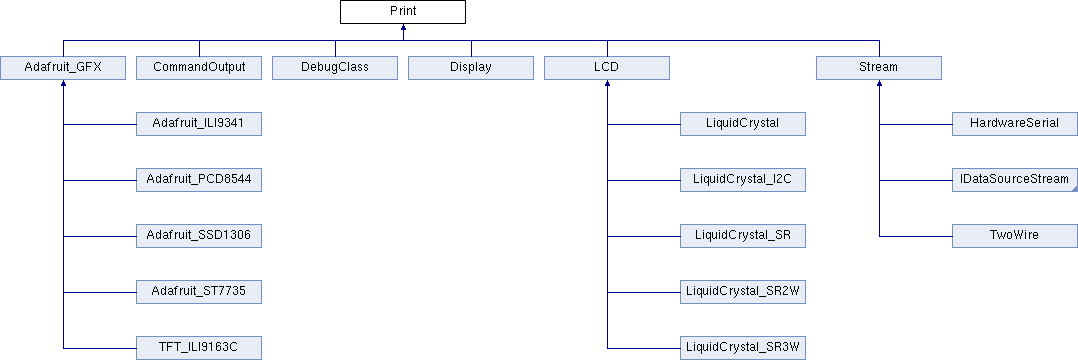 Print
Adafruit_GFX
CommandOutput
DebugClass
Display
LCD
Stream
Adafruit_ILI9341
LiquidCrystal
HardwareSerial
Adafruit_PCD8544
LiquidCrystal_I2C
IDataSourceStream
Adafruit_SSD1306
LiquidCrystal_SR
TwoWire
Adafruit_ST7735
LiquidCrystal_SR2W
TFT_ILI9163C
LiquidCrystal_SR3W